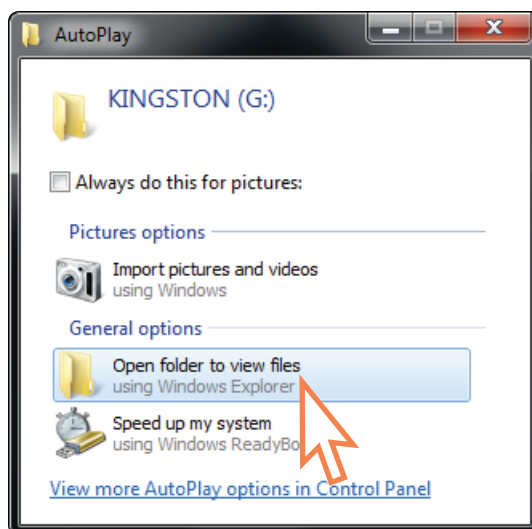 AutoPlay
KINGSTON (G:)
Always do this for pictures:
Pictures options
Import pictures and videos
using Windows
General options
Open folder to view files
using Windows Explorer
Speed up my system
using Windows
View more AutoPlay options in Control Panel